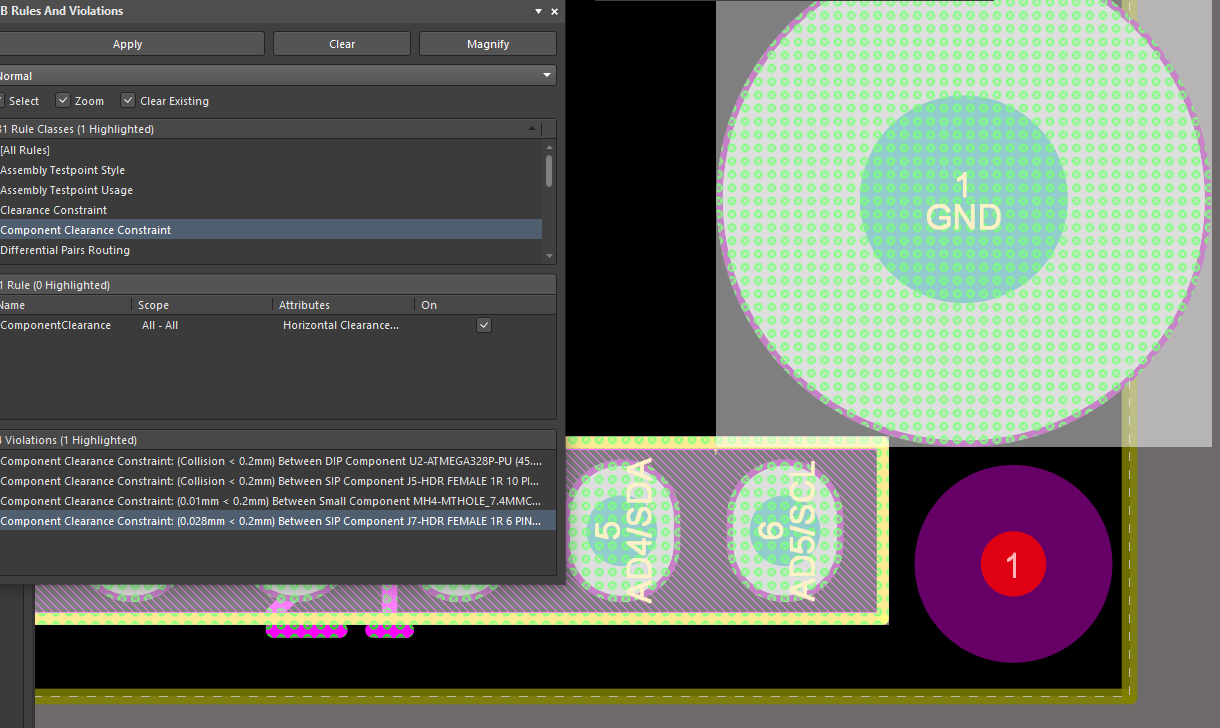 B Rules And Violations
Apply Clear Magnify
Normal
Select Zoom Clear Existing
31 Rule Classes (1 Highlighted)
[All Rules]
Assembly Testpoint Style
Assembly Testpoint Usage
Clearance Constraint
Component Clearance Constraint
Differential Pairs Routing
1 Rule (0 Highlighted)
Name Scope Attributes On
ComponentClearance All - All Horizontal Clearance...
4 Violations (1 Highlighted)
Component Clearance Constraint: (Collision < 0.2mm) Between DIP Component U2-ATMEGA328P-PU (45....
Component Clearance Constraint: (Collision < 0.2mm) Between SIP Component J5-HDR FEMALE 1R 10 PI...
Component Clearance Constraint: (0.01mm < 0.2mm) Between Small Component MH4-MTHOLE_7.4MMC...
Component Clearance Constraint: (0.028mm < 0.2mm) Between SIP Component J7-HDR FEMALE 1R 6 PIN...
1
GND
5
AD4/SDA
6
AD5/SCL
1